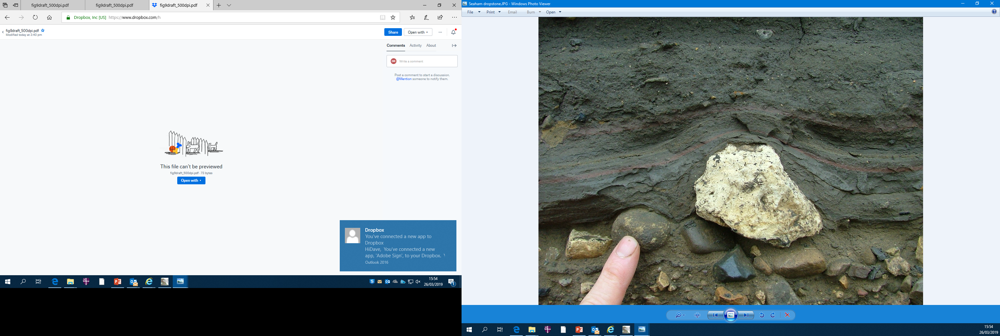 fig9draft_500dpi.pdf
fig9draft_500dpi.pdf
fig9draft_500dpi.pdf
Dropbox, Inc [US] https://www.dropbox.com/h
fig9draft_500dpi.pdf
Modified today at 3:40 pm
Share
Open with
Comments Activity About
DR Write a comment
Post a comment to start a discussion.
@Mention someone to notify them.
This file can't be previewed
fig9draft_500dpi.pdf · 73 bytes
Open with
Dropbox
You've connected a new app to
Dropbox
HiDave, You've connected a new
app, 'Adobe Sign', to your Dropbox.
Outlook 2016
15:54
26/03/2019
1
Seaham dropstone.JPG - Windows Photo Viewer
File Print Email Burn Open
15:54
26/03/2019